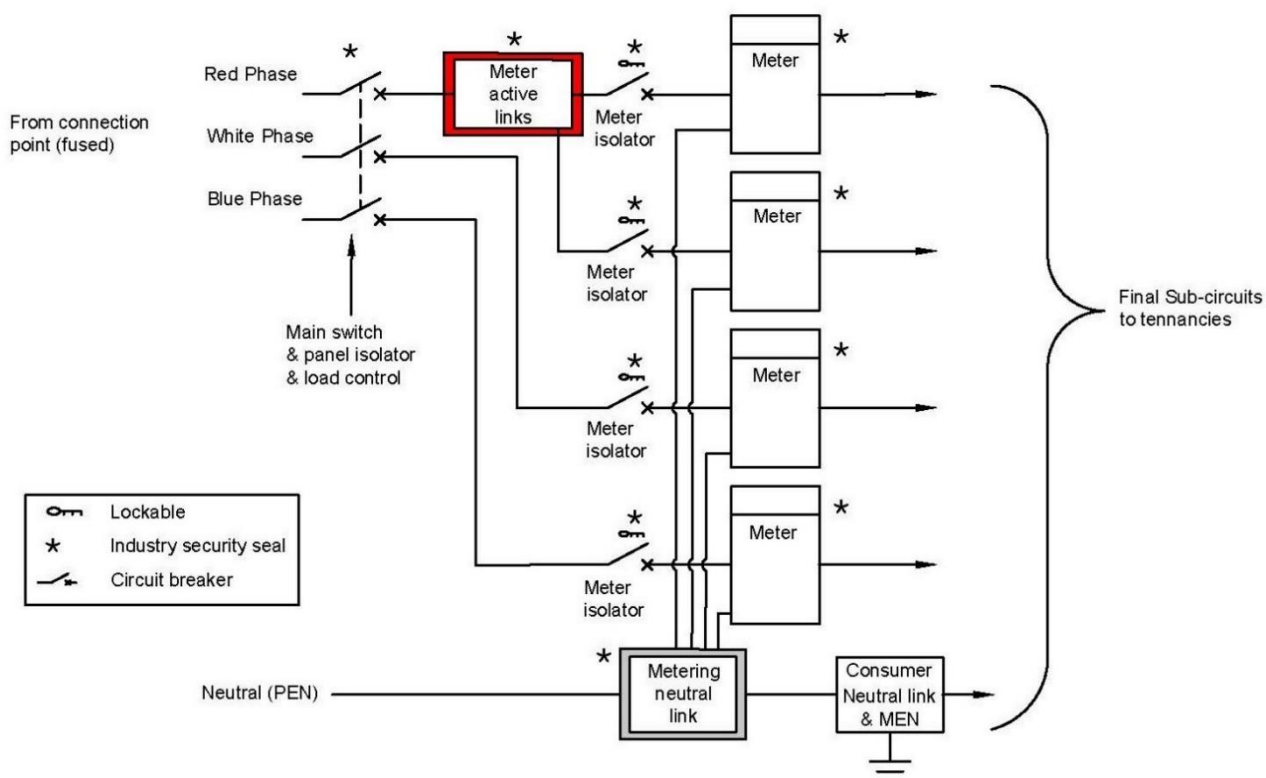 Red Phase
Meter
active
links
Meter
isolator
Meter
From connection
point (fused)
White Phase
Blue Phase
Meter
isolator
Meter
Main switch
& panel isolator
& load control
Final Sub-circuits
to tennancies
Meter
isolator
Meter
Lockable
Industry security seal
Circuit breaker
Meter
isolator
Meter
Neutral (PEN)
Metering
neutral
link
Consumer
Neutral link
& MEN